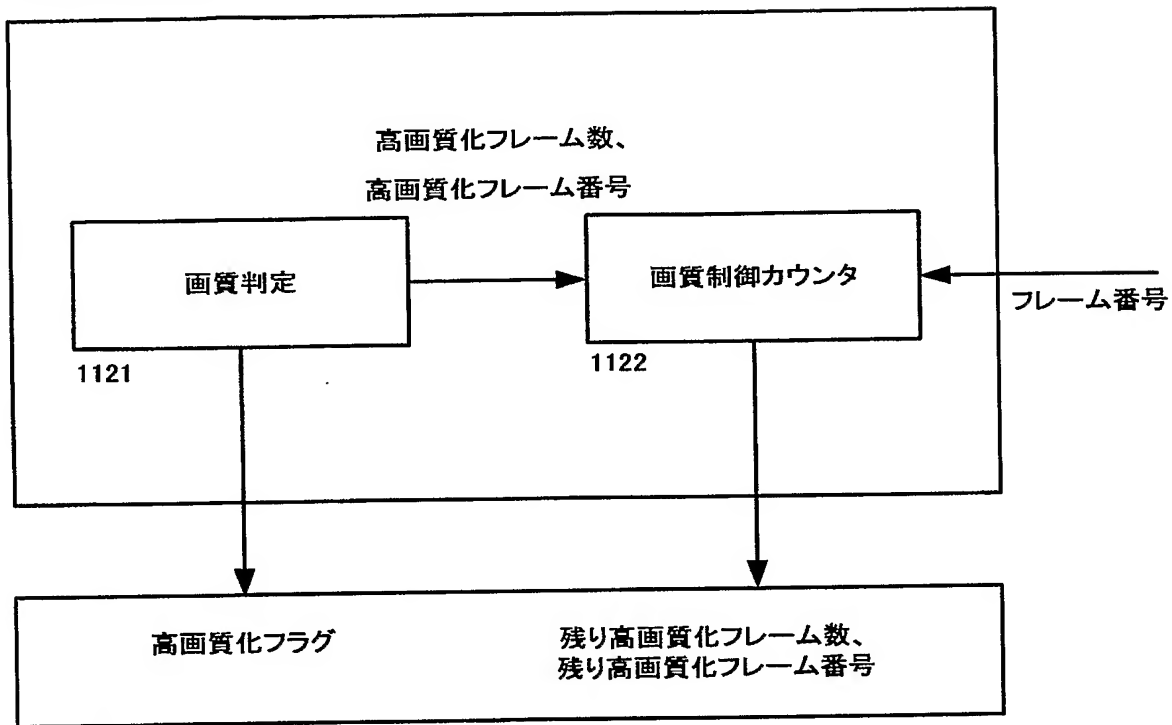 高画質化フレーム数、
高画質化フレーム番号
画質判定
画質制御カウンタ
フレーム番号
1121
1122
高画質化フラグ
残り高画質化フレーム数、
残り高画質化フレーム番号